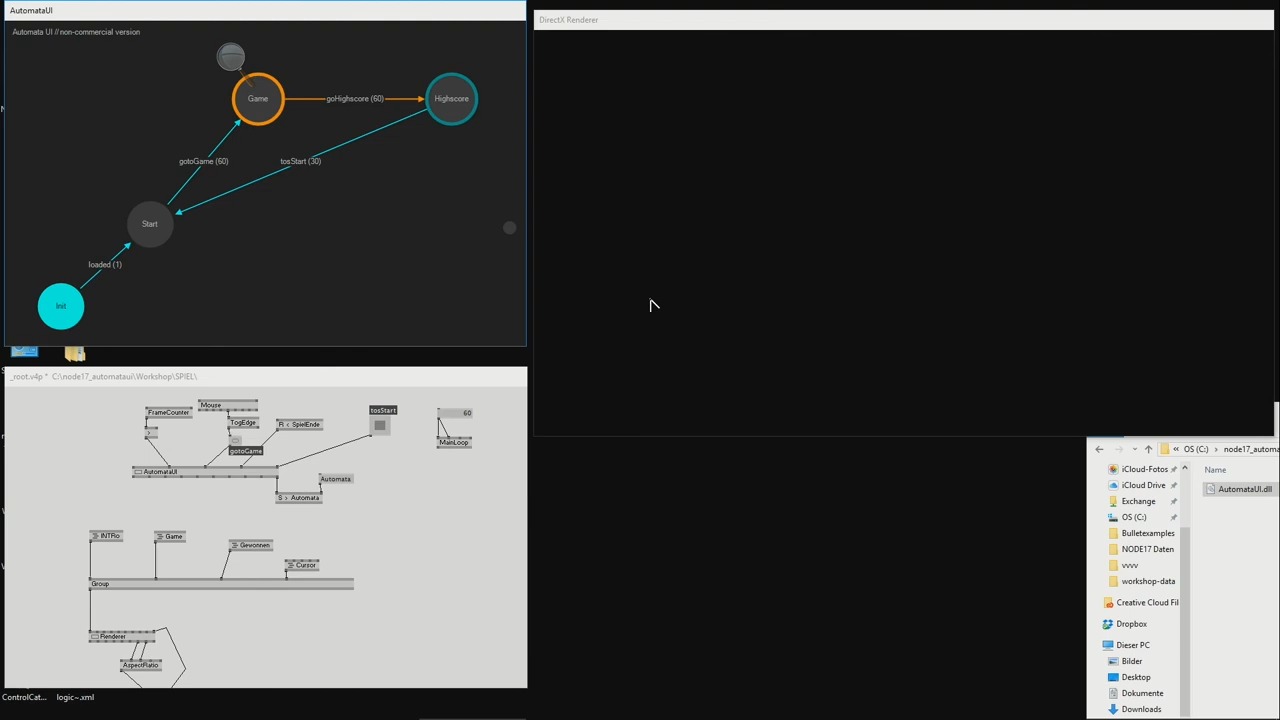 AutomataUI
Automata UI // non-commercial version
Game
goHighscore (60)
Highscore
gotoGame (60)
tosStart (30)
Start
loaded (1)
Init
DirectX Renderer
_root.v4p * C:\node17_automataui\Workshop\SPIEL\
FrameCounter
Mouse
TogEdge
gotoGame
R < SpielEnde
tosStart
60
MainLoop
>
AutomataUI
Automata
S > Automata
INTRo
Game
Gewonnen
Cursor
Group
Renderer
AspectRatio
ControlCat...
logic~.xml
« OS (C:) › node17_automa
Name
AutomataUI.dll
iCloud-Fotos
iCloud Drive
Exchange
OS (C:)
Bulletexamples
NODE17 Daten
vvvv
workshop-data
Creative Cloud Fil
Dropbox
Dieser PC
Bilder
Desktop
Dokumente
Downloads